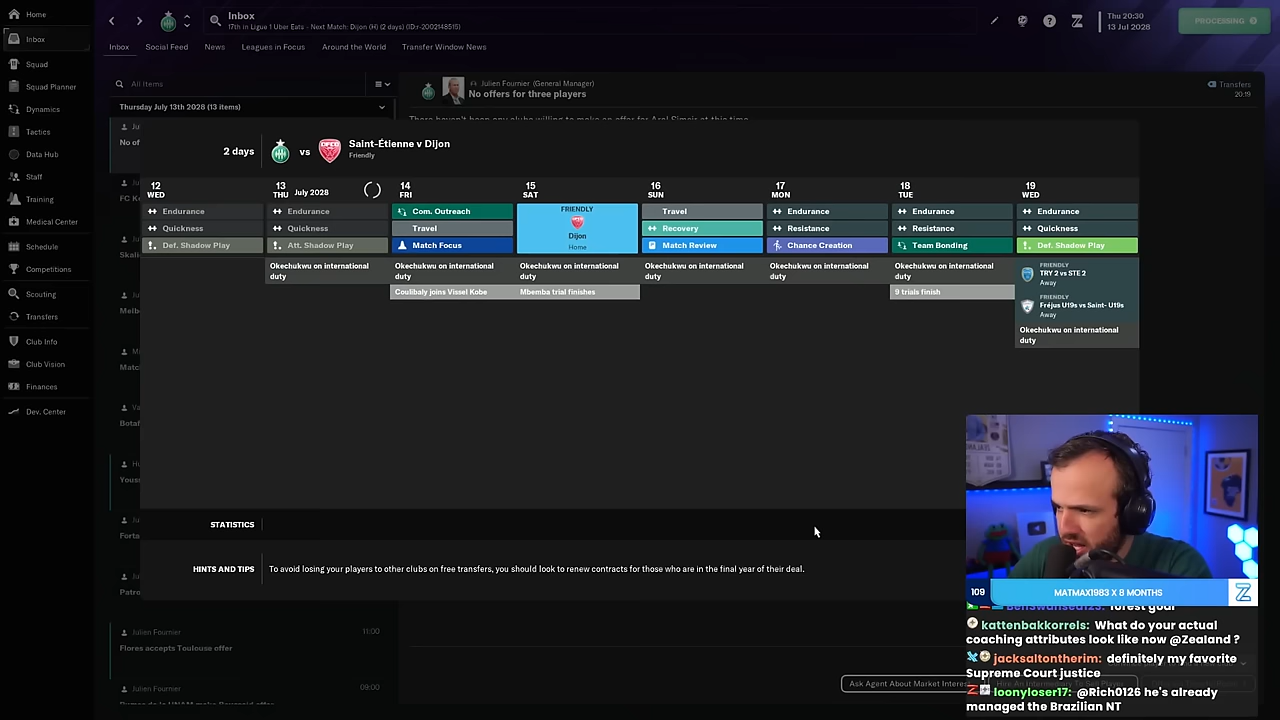 Home
Inbox
Squad
Squad Planner
Dynamics
Tactics
Data Hub
Staff
Training
Medical Center
Schedule
Competitions
Scouting
Transfers
Club Info
Club Vision
Finances
Dev. Center
Inbox
17th in Ligue 1 Uber Eats - Next Match: Dijon (H) (2 days) (ID:r-2002148515)
Thu 20:30
13 Jul 2028
PROCESSING
Inbox
Social Feed
News
Leagues in Focus
Around the World
Transfer Window News
All Items
Thursday July 13th 2028 (13 items)
Julien Fournier (General Manager)
No offers for three players
Transfers
20:19
2 days
vs
Saint-Étienne v Dijon
Friendly
12 WED
13 THU July 2028
14 FRI
15 SAT
16 SUN
17 MON
18 TUE
19 WED
Endurance
Quickness
Def. Shadow Play
Endurance
Quickness
Att. Shadow Play
Okechukwu on international duty
Com. Outreach
Travel
Match Focus
Okechukwu on international duty
Coulibaly joins Vissel Kobe
FRIENDLY
Dijon
Home
Okechukwu on international duty
Mbemba trial finishes
Travel
Recovery
Match Review
Okechukwu on international duty
Endurance
Resistance
Chance Creation
Okechukwu on international duty
Endurance
Resistance
Team Bonding
Okechukwu on international duty
9 trials finish
Endurance
Quickness
Def. Shadow Play
FRIENDLY
TRY 2 vs STE 2
Away
FRIENDLY
Fréjus U19s vs Saint- U19s
Away
Okechukwu on international duty
STATISTICS
HINTS AND TIPS
To avoid losing your players to other clubs on free transfers, you should look to renew contracts for those who are in the final year of their deal.
Julien Fournier
11:00
Flores accepts Toulouse offer
Julien Fournier
09:00
Ask Agent About Market Interes
109
MATMAX1983 X 8 MONTHS
kattenbakkorrels: What do your actual
coaching attributes look like now @Zealand ?
jacksaltontherim: definitely my favorite
Supreme Court justice
loonyloser17: @Richyv26 he's already
managed the Brazilian NT